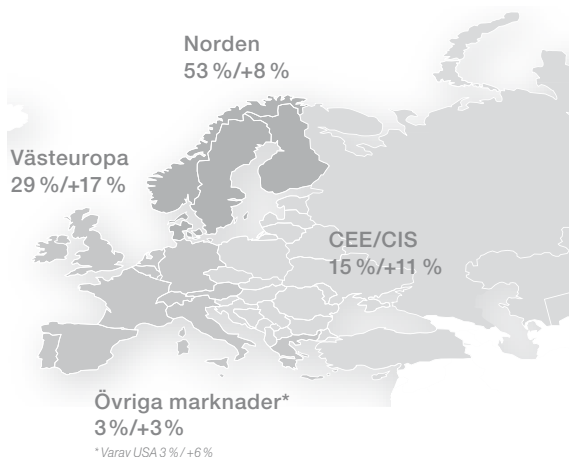 Norden
53 %/+8 %
Västeuropa
29 %/+17 %
CEE/CIS
15 %/+11 %
Övriga marknader*
3 %/+3 %
* Varav USA 3 % / +6 %